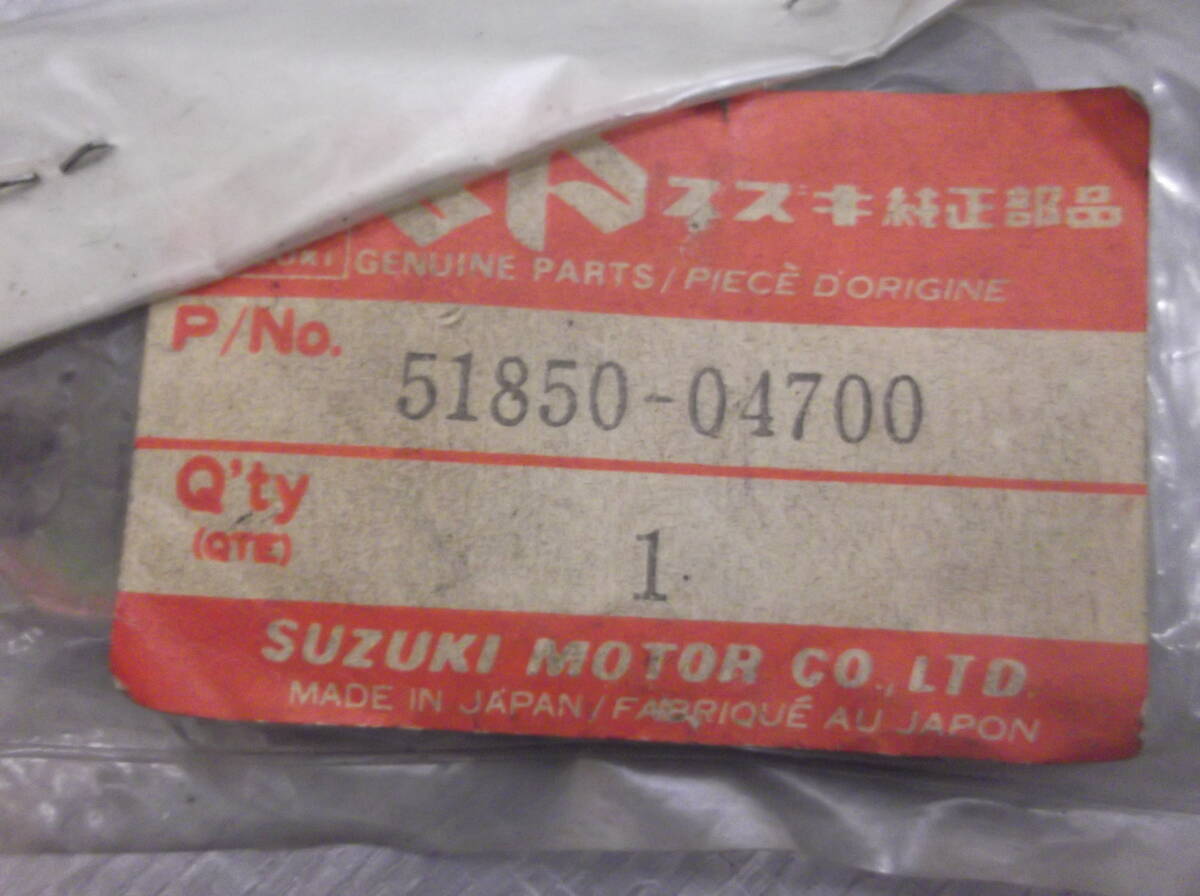 スズキ純正部品
GENUINE PARTS / PIECÈ D'ORIGINE
P/No.
51850-04700
Q'ty
(QTE)
1
SUZUKI MOTOR CO., LTD.
MADE IN JAPAN / FABRIQUÉ AU JAPON